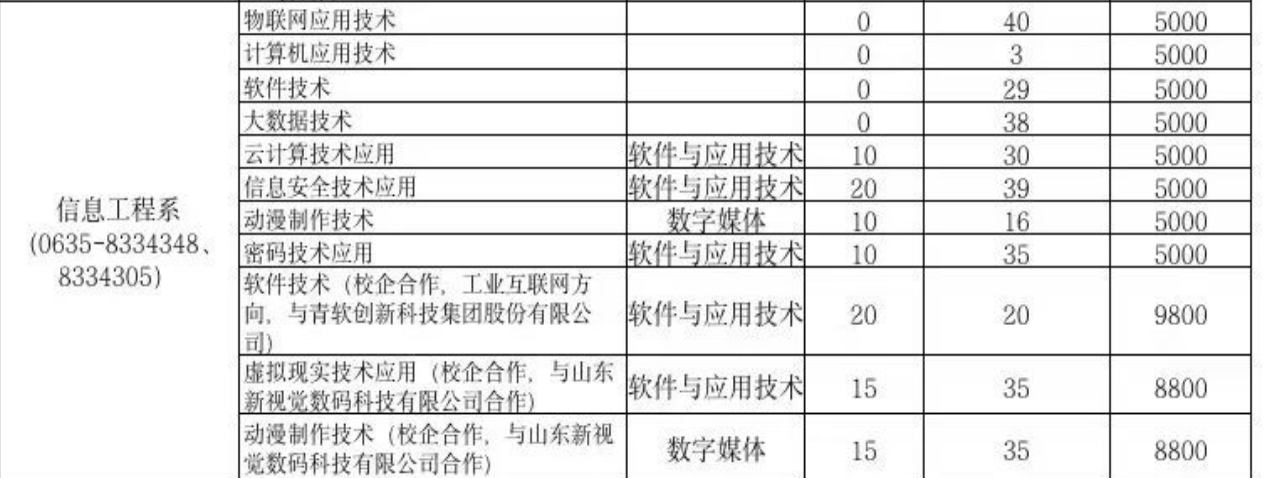 物联网应用技术 0 40 5000
计算机应用技术 0 3 5000
软件技术 0 29 5000
大数据技术 0 38 5000
云计算技术应用 软件与应用技术 10 30 5000
信息安全技术应用 软件与应用技术 20 39 5000
信息工程系
(0635-8334348、
8334305)
动漫制作技术 数字媒体 10 16 5000
密码技术应用 软件与应用技术 10 35 5000
软件技术（校企合作，工业互联网方
向，与青软创新科技集团股份有限公
司） 软件与应用技术 20 20 9800
虚拟现实技术应用（校企合作，与山东
新视觉数码科技有限公司合作） 软件与应用技术 15 35 8800
动漫制作技术（校企合作，与山东新视
觉数码科技有限公司合作） 数字媒体 15 35 8800